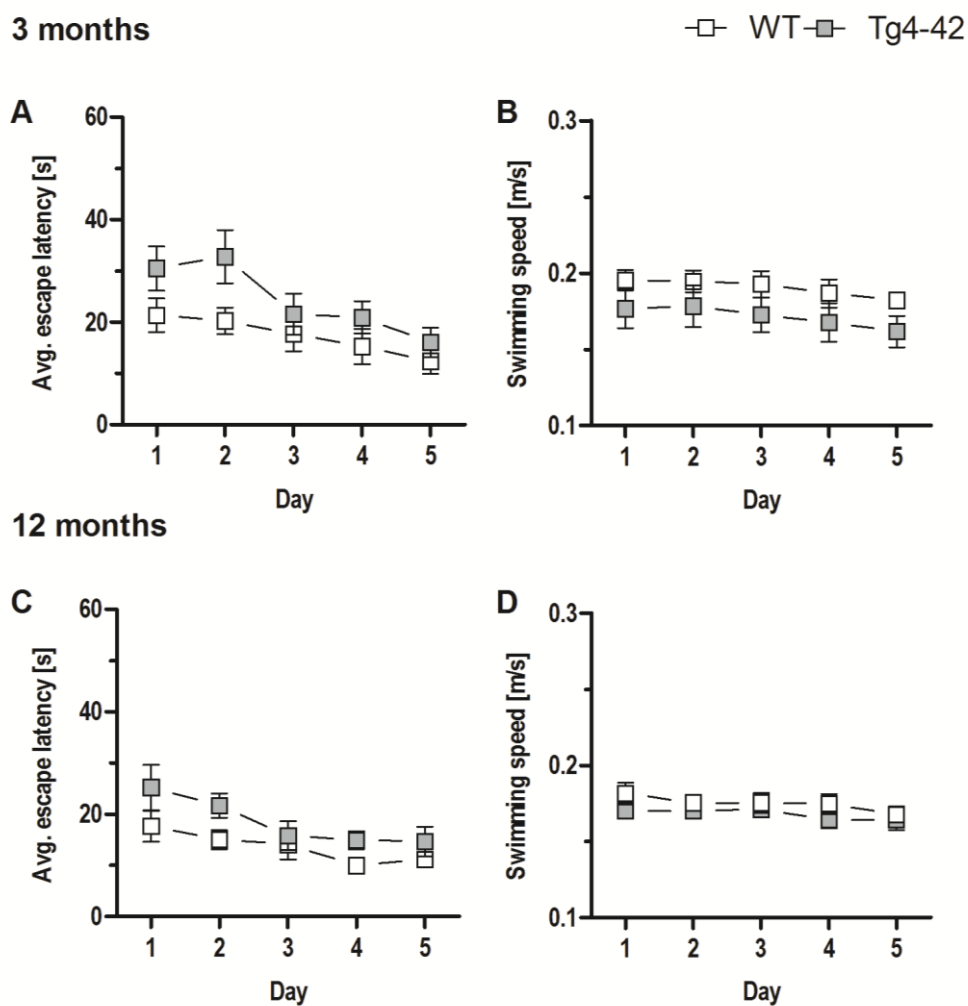 3 months
WT Tg4-42
A
Avg. escape latency [s]
60
40
20
0
1 2 3 4 5
Day
B
Swimming speed [m/s]
0.3
0.2
0.1
1 2 3 4 5
Day
12 months
C
Avg. escape latency [s]
60
40
20
0
1 2 3 4 5
Day
D
Swimming speed [m/s]
0.3
0.2
0.1
1 2 3 4 5
Day